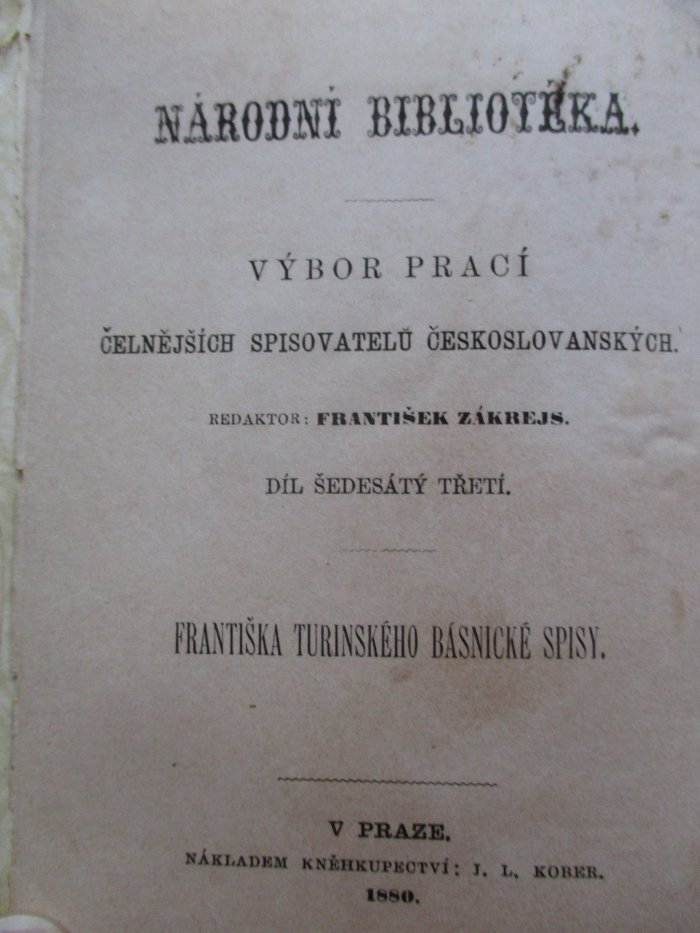 NÁRODNÍ BIBLIOTÉKA.
VÝBOR PRACÍ
ČELNĚJŠÍCH SPISOVATELŮ ČESKOSLOVANSKÝCH.
REDAKTOR: FRANTIŠEK ZÁKREJS.
DÍL ŠEDESÁTÝ TŘETÍ.
FRANTIŠKA TURINSKÉHO BÁSNICKÉ SPISY.
V PRAZE.
NÁKLADEM KNĚHKUPECTVÍ: J. L. KOBER.
1880.